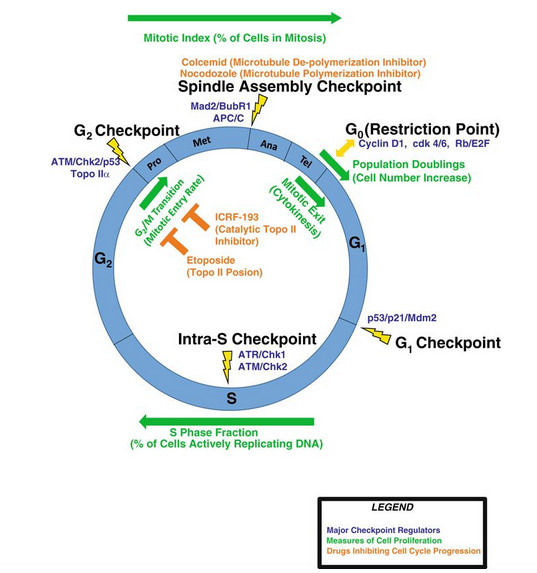 Mitotic Index (% of Cells in Mitosis)
Colcemid (Microtubule De-polymerization Inhibitor)
Nocodozole (Microtubule Polymerization Inhibitor)
Spindle Assembly Checkpoint
Mad2/BubR1
APC/C
G2 Checkpoint
ATM/Chk2/p53
Topo IIα
G0(Restriction Point)
Cyclin D1, cdk 4/6, Rb/E2F
Population Doublings
(Cell Number Increase)
Pro
Met
Ana
Tel
G2/M Transition
(Mitotic Entry Rate)
Mitotic Exit
(Cytokinesis)
ICRF-193
(Catalytic Topo II
Inhibitor)
Etoposide
(Topo II Posion)
G2
G1
p53/p21/Mdm2
G1 Checkpoint
Intra-S Checkpoint
ATR/Chk1
ATM/Chk2
S
S Phase Fraction
(% of Cells Actively Replicating DNA)
LEGEND
Major Checkpoint Regulators
Measures of Cell Proliferation
Drugs Inhibiting Cell Cycle Progression